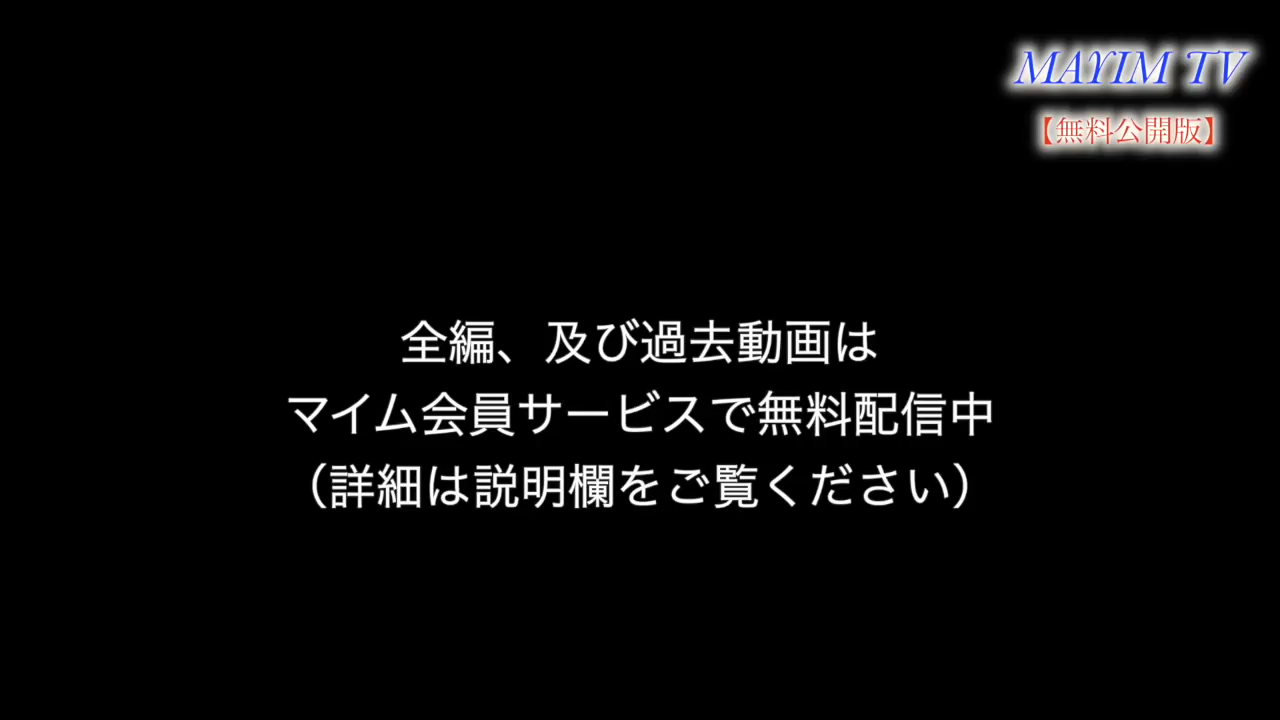 MAYIM TV
【無料公開版】
全編、及び過去動画は
マイム会員サービスで無料配信中
（詳細は説明欄をご覧ください）